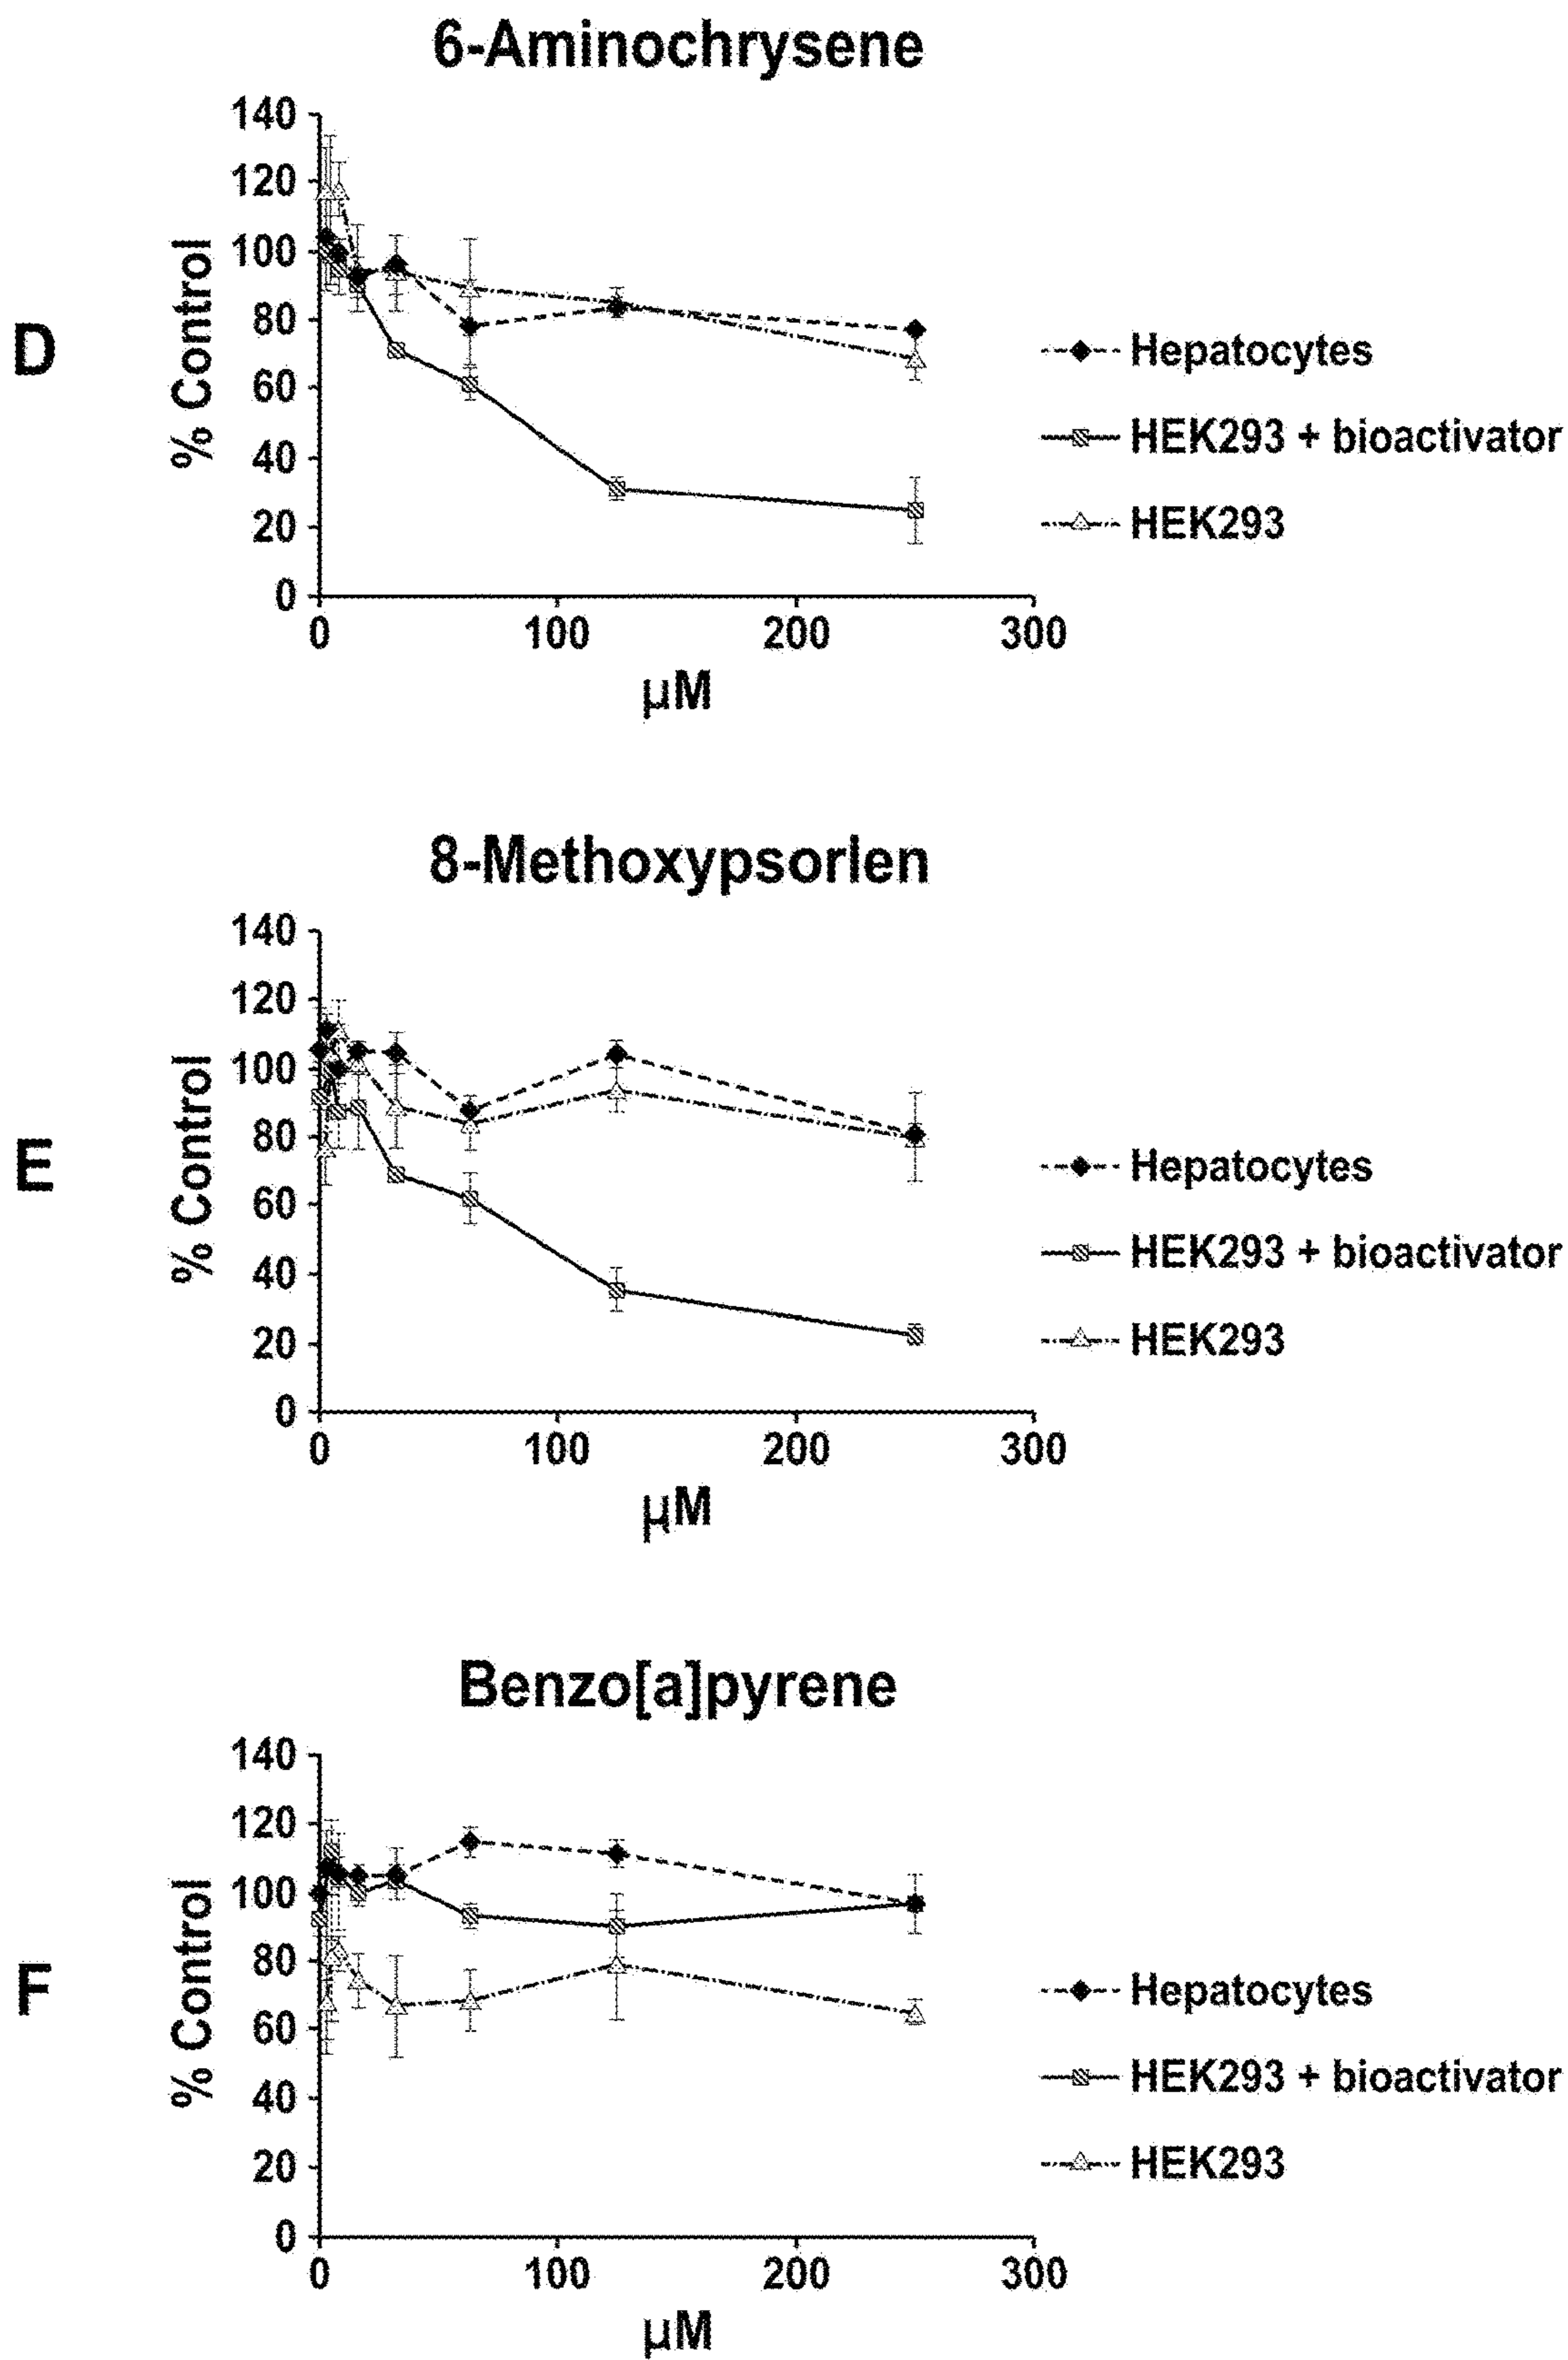 6-Aminochrysene
D
% Control
140
120
100
80
60
40
20
0
0 100 200 300
µM
Hepatocytes
HEK293 + bioactivator
HEK293
8-Methoxypsorlen
E
% Control
140
120
100
80
60
40
20
0
0 100 200 300
µM
Hepatocytes
HEK293 + bioactivator
HEK293
Benzo[a]pyrene
F
% Control
140
120
100
80
60
40
20
0
0 100 200 300
µM
Hepatocytes
HEK293 + bioactivator
HEK293